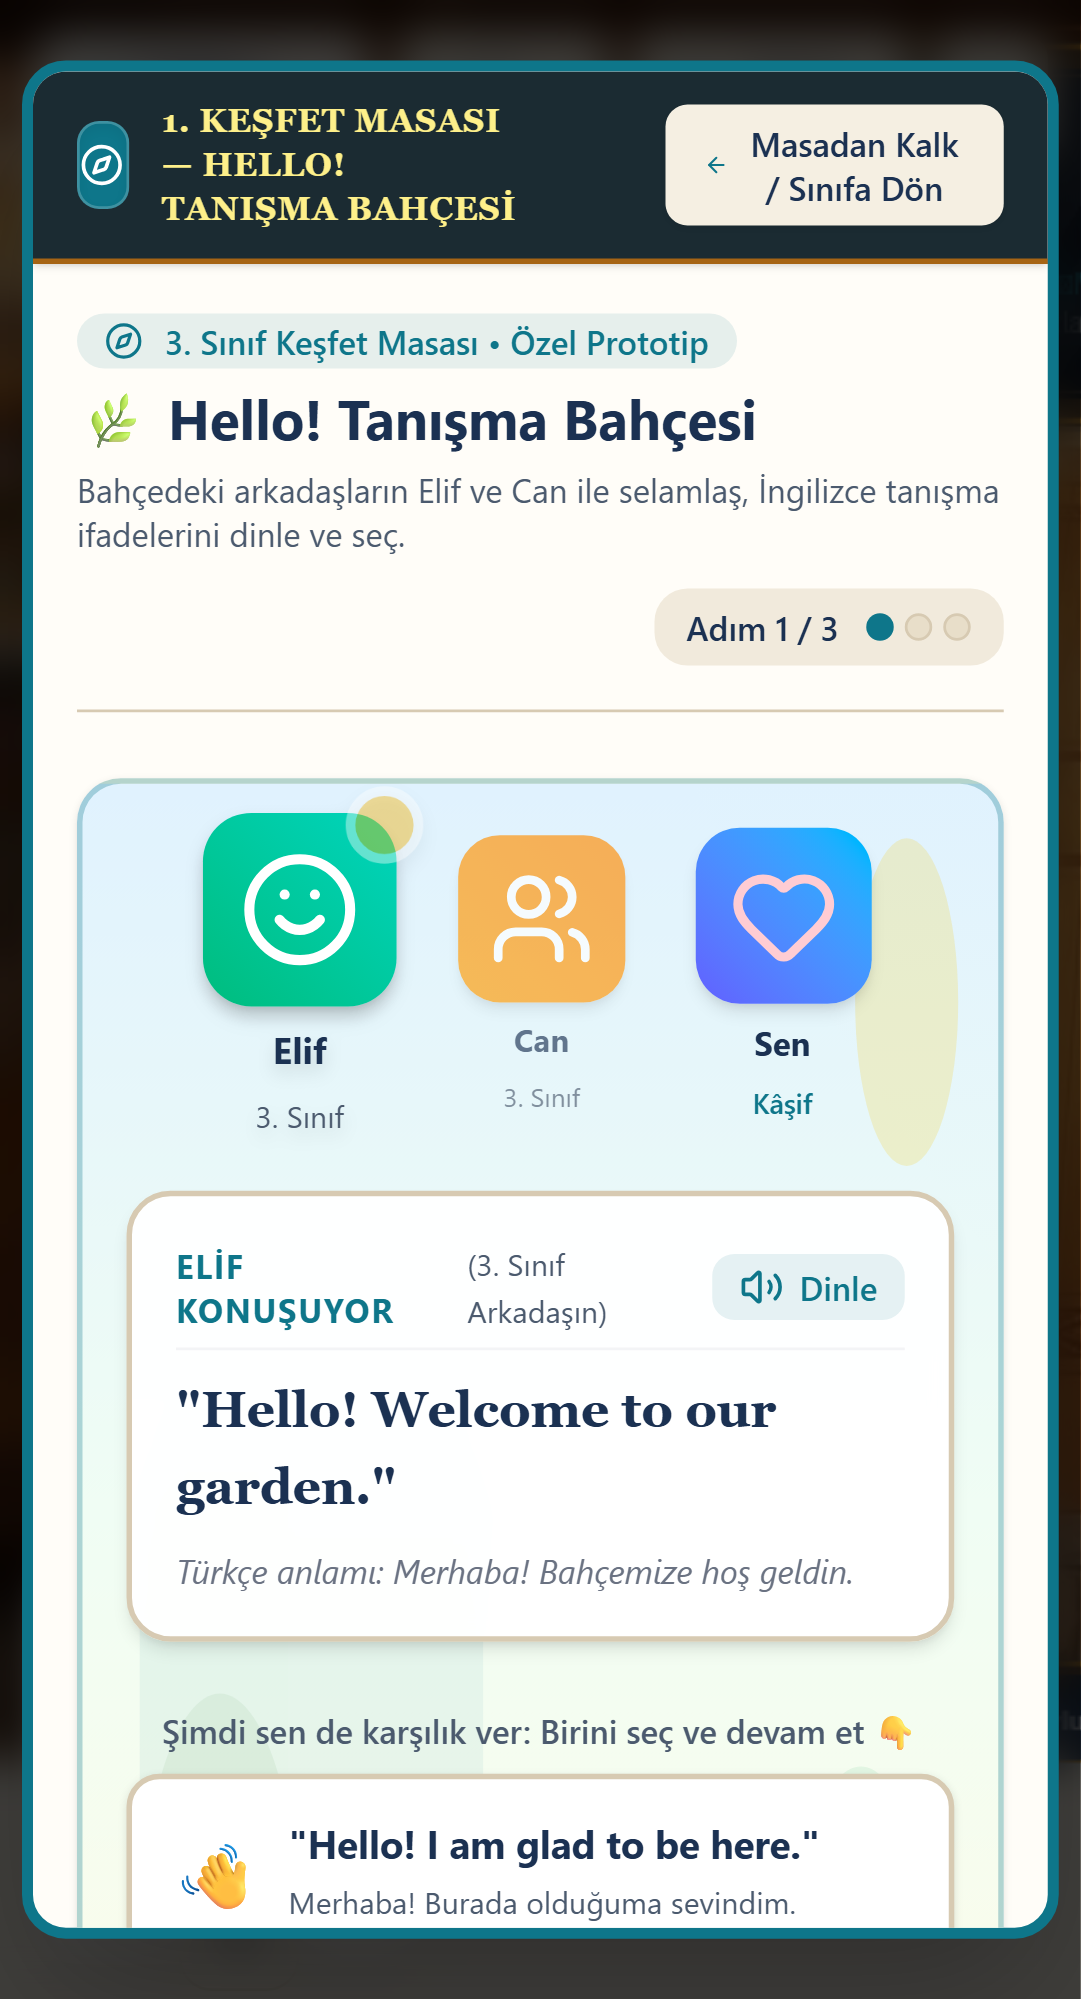 1. KEŞFET MASASI
— HELLO!
TANIŞMA BAHÇESİ
← Masadan Kalk
/ Sınıfa Dön
3. Sınıf Keşfet Masası • Özel Prototip
🌿 Hello! Tanışma Bahçesi
Bahçedeki arkadaşların Elif ve Can ile selamlaş, İngilizce tanışma
ifadelerini dinle ve seç.
Adım 1 / 3
Elif
3. Sınıf
Can
3. Sınıf
Sen
Kâşif
ELİF
KONUŞUYOR
(3. Sınıf
Arkadaşın)
Dinle
"Hello! Welcome to our
garden."
Türkçe anlamı: Merhaba! Bahçemize hoş geldin.
Şimdi sen de karşılık ver: Birini seç ve devam et 👇
👋 "Hello! I am glad to be here."
Merhaba! Burada olduğuma sevindim.